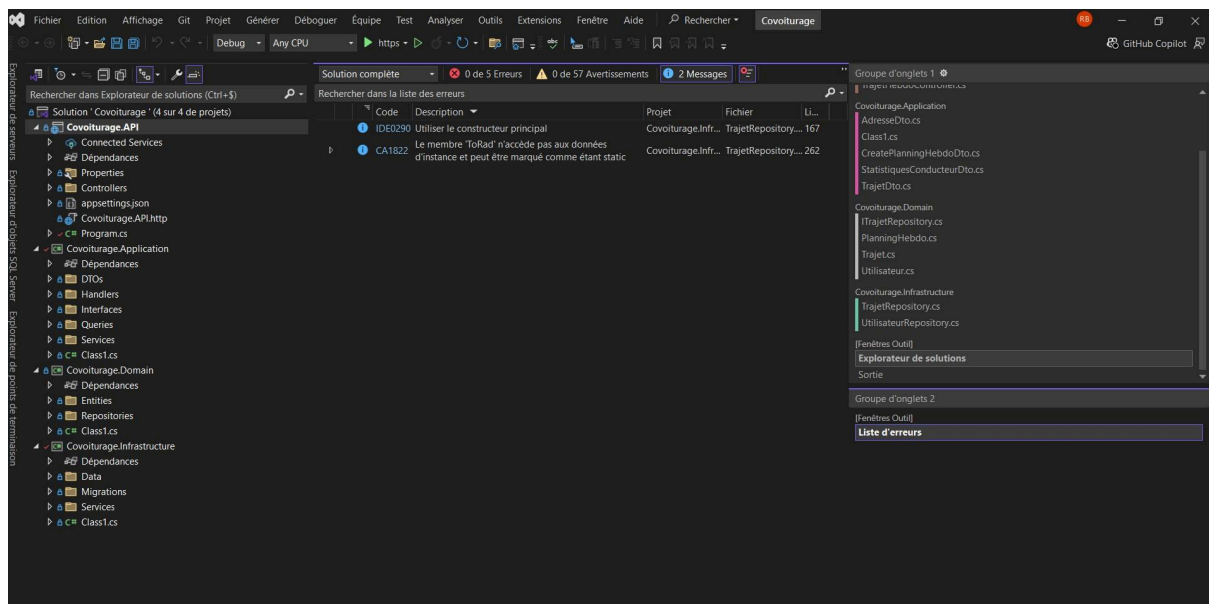 Fichier Edition Affichage Git Projet Générer Déboguer Équipe Test Analyser Outils Extensions Fenêtre Aide Rechercher Covoiturage RB
Debug Any CPU https GitHub Copilot
Explorateur de serveurs Explorateur d'objets SQL Server Explorateur de points de terminaison
Rechercher dans Explorateur de solutions (Ctrl+$)
Solution ' Covoiturage ' (4 sur 4 de projets)
Covoiturage.API
Connected Services
Dépendances
Properties
Controllers
appsettings.json
Covoiturage.API.http
C# Program.cs
C# Covoiturage.Application
Dépendances
DTOs
Handlers
Interfaces
Queries
Services
C# Class1.cs
C# Covoiturage.Domain
Dépendances
Entities
Repositories
C# Class1.cs
C# Covoiturage.Infrastructure
Dépendances
Data
Migrations
Services
C# Class1.cs
Solution complète 0 de 5 Erreurs 0 de 57 Avertissements 2 Messages
Rechercher dans la liste des erreurs
Code Description Projet Fichier Li...
IDE0290 Utiliser le constructeur principal Covoiturage.Infr... TrajetRepository.... 167
CA1822 Le membre 'ToRad' n'accède pas aux données d'instance et peut être marqué comme étant static Covoiturage.Infr... TrajetRepository.... 262
Groupe d'onglets 1
TrajetHebdoController.cs
Covoiturage.Application
AdresseDto.cs
Class1.cs
CreatePlanningHebdoDto.cs
StatistiquesConducteurDto.cs
TrajetDto.cs
Covoiturage.Domain
ITrajetRepository.cs
PlanningHebdo.cs
Trajet.cs
Utilisateur.cs
Covoiturage.Infrastructure
TrajetRepository.cs
UtilisateurRepository.cs
[Fenêtres Outil]
Explorateur de solutions
Sortie
Groupe d'onglets 2
[Fenêtres Outil]
Liste d'erreurs